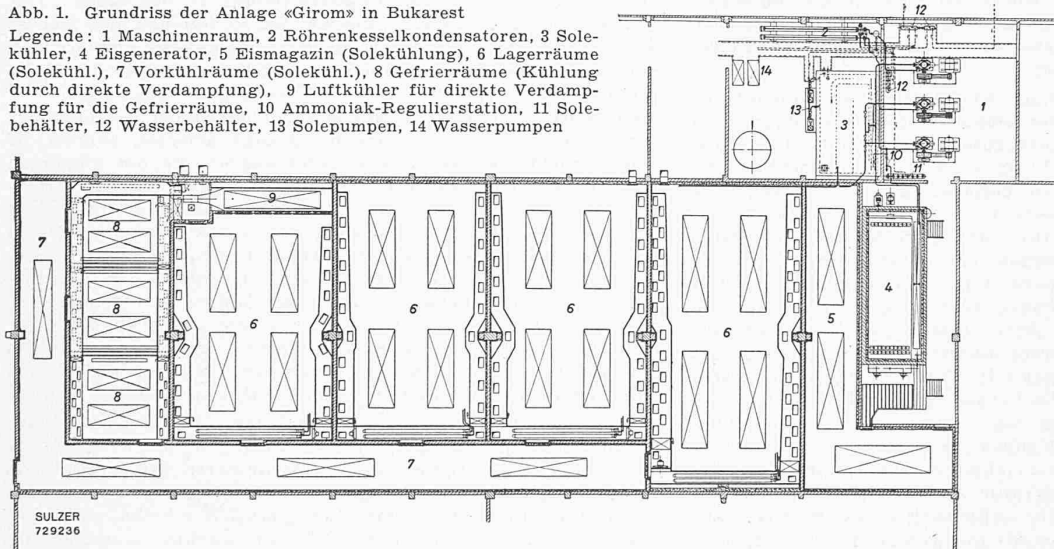 Abb. 1. Grundriss der Anlage «Girom» in Bukarest
Legende: 1 Maschinenraum, 2 Röhrenkesselkondensatoren, 3 Sole-
kühler, 4 Eisgenerator, 5 Eismagazin (Solekühlung), 6 Lagerräume
(Solekühl.), 7 Vorkühlräume (Solekühl.), 8 Gefrierräume (Kühlung
durch direkte Verdampfung), 9 Luftkühler für direkte Verdamp-
fung für die Gefrierräume, 10 Ammoniak-Regulierstation, 11 Sole-
behälter, 12 Wasserbehälter, 13 Solepumpen, 14 Wasserpumpen
12
2
14
12
13
3
1
10
11
9
8
7
8
6
6
6
6
5
4
8
7
SULZER
729236